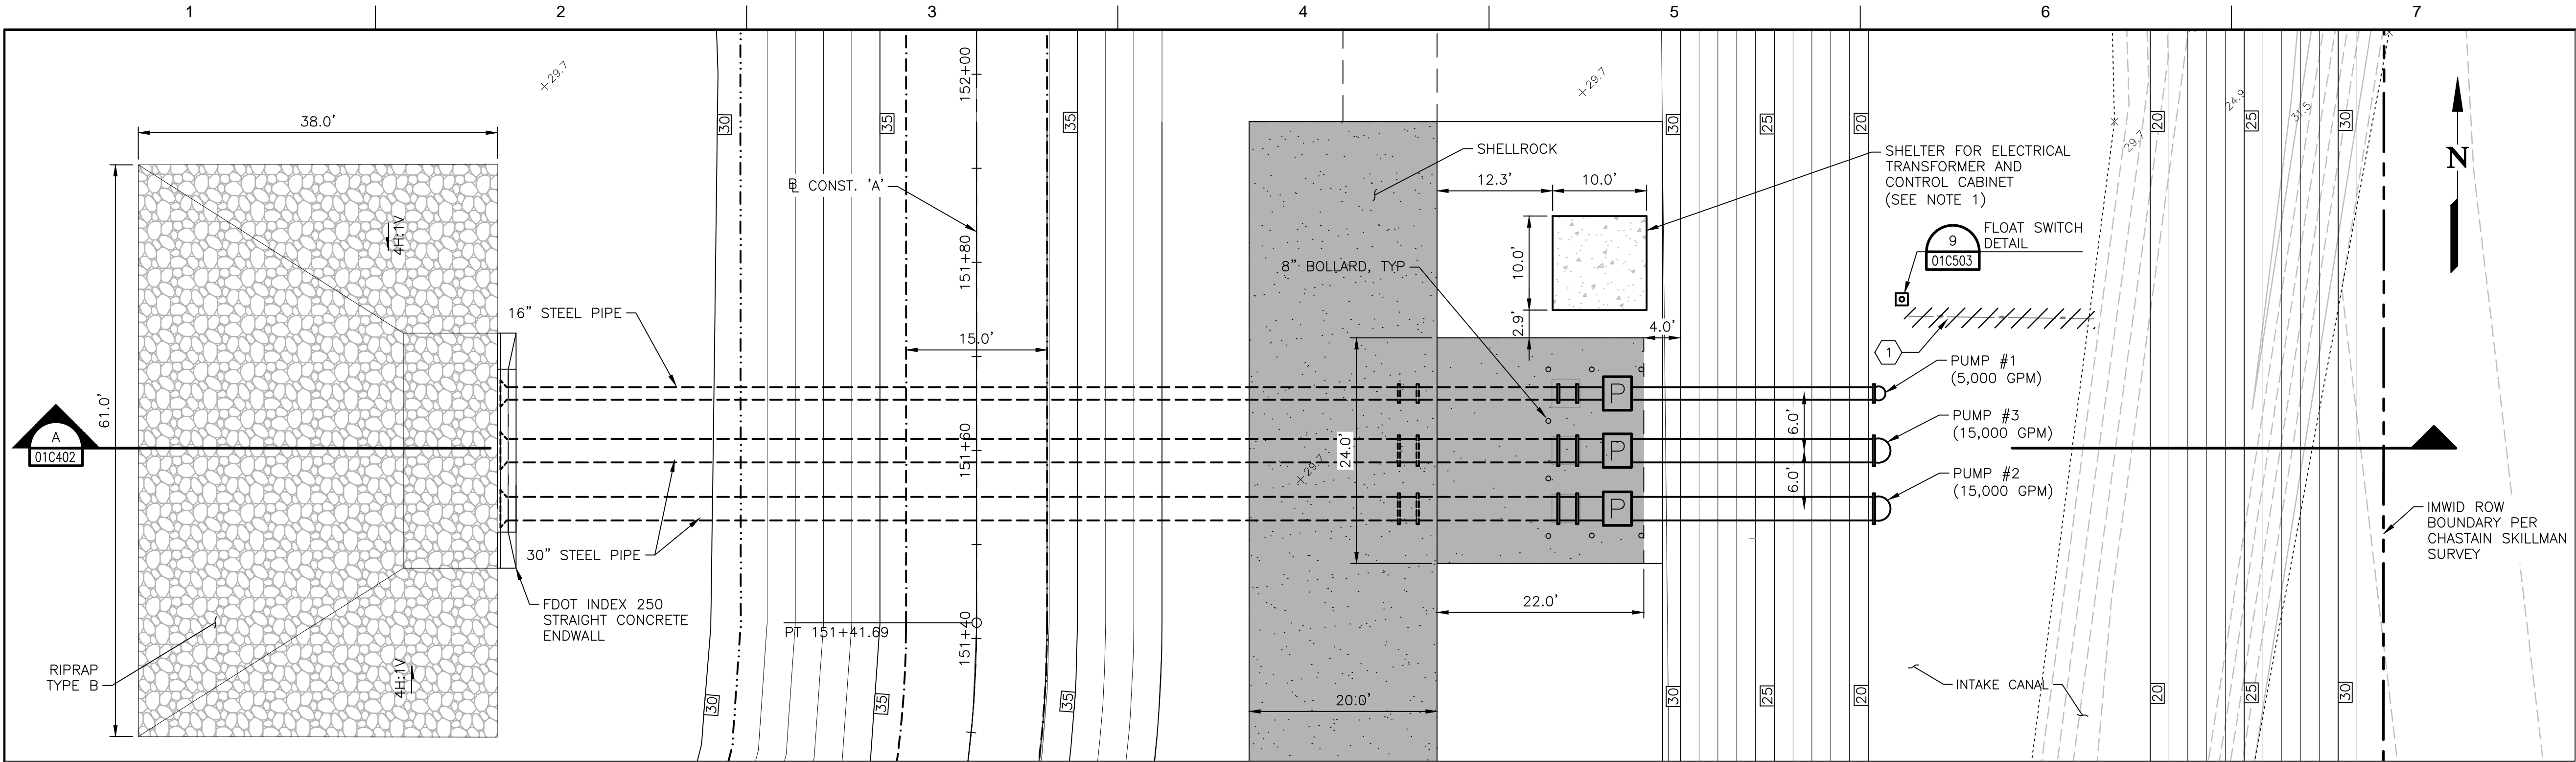 1
2
3
4
5
6
7
+29.7
152+00
+29.7
24.9
31.5
29.7
38.0'
30
35
35
30
25
20
20
25
30
N
SHELLROCK
SHELTER FOR ELECTRICAL
TRANSFORMER AND
CONTROL CABINET
(SEE NOTE 1)
12.3'
10.0'
℄ CONST. 'A'
4H:1V
151+80
10.0'
9
01C503
FLOAT SWITCH
DETAIL
8" BOLLARD, TYP
16" STEEL PIPE
15.0'
2.9'
4.0'
1
PUMP #1
(5,000 GPM)
61.0'
A
01C402
151+60
24.0'
+29.7
P
P
P
6.0'
6.0'
PUMP #3
(15,000 GPM)
PUMP #2
(15,000 GPM)
IMWID ROW
BOUNDARY PER
CHASTAIN SKILLMAN
SURVEY
30" STEEL PIPE
FDOT INDEX 250
STRAIGHT CONCRETE
ENDWALL
PT 151+41.69
151+40
22.0'
RIPRAP
TYPE B
4H:1V
INTAKE CANAL
30
35
35
20.0'
30
25
20
20
25
30